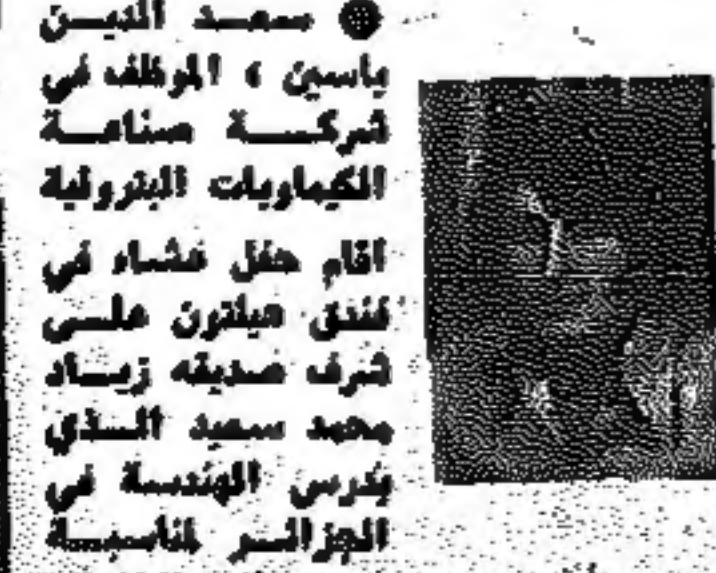 ● سعد الدين
ياسين ، الموظف في
شركة صناعة
الكيماويات البترولية
اقام حفل عشاء في
فندق هيلتون على
شرف صديقه زياد
محمد سعيد الذي
يدرس الهندسة في
الجزائر لمناسبة